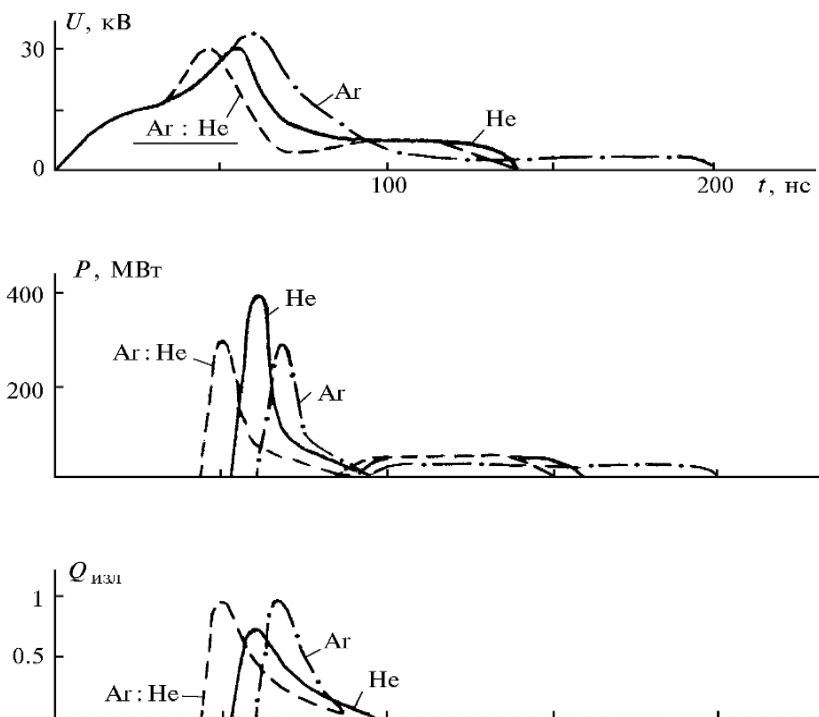 U, кВ
30
Ar
Ar : He
He
0
100
200
t, нс
P, МВт
400
He
Ar : He
200
Ar
Q изл
1
0.5
Ar
He
Ar : He